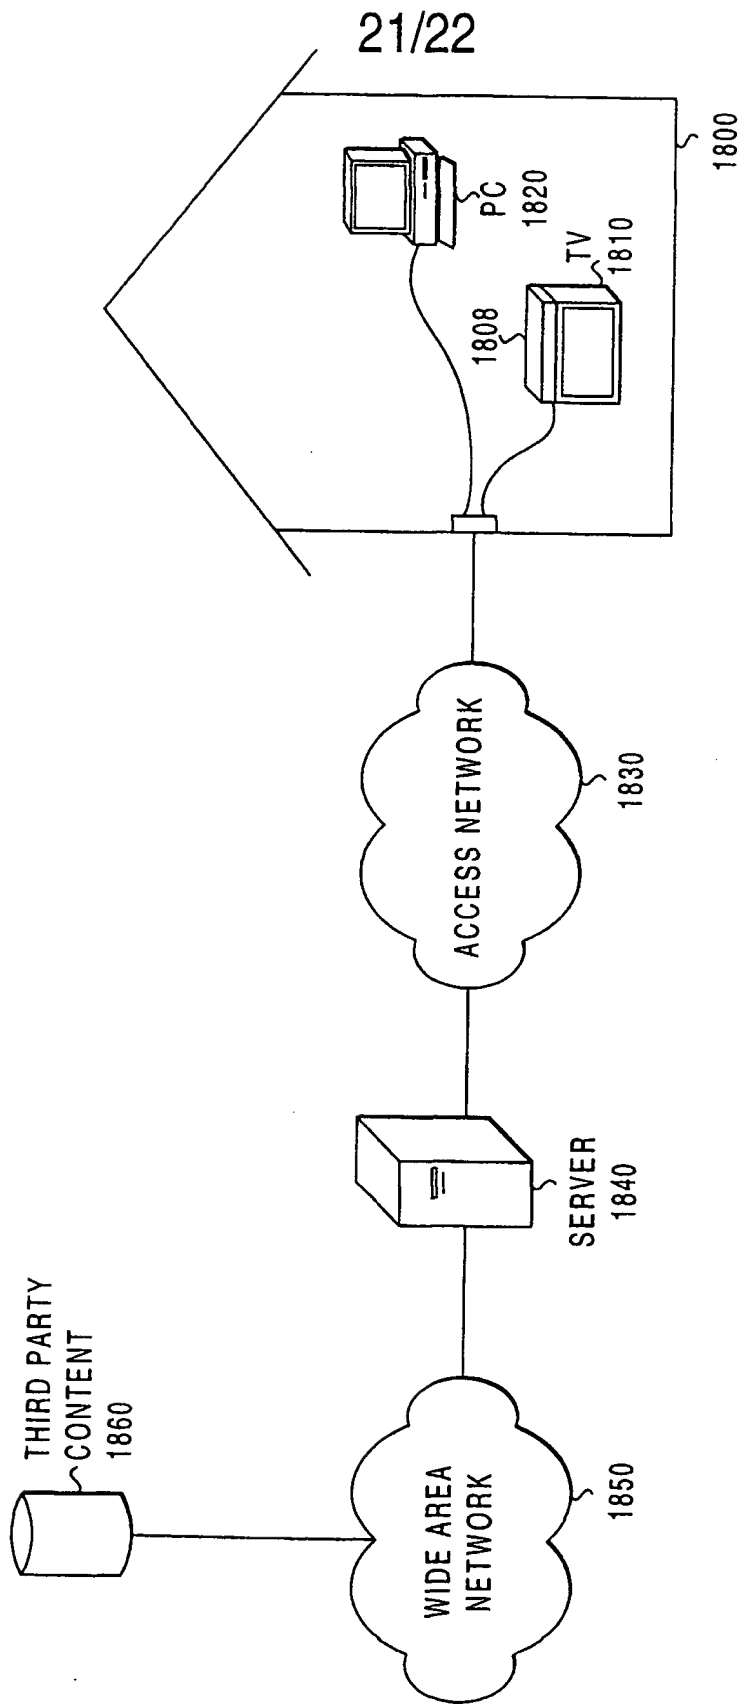 21/22
THIRD PARTY
CONTENT
1860
WIDE AREA
NETWORK
1850
SERVER
1840
ACCESS NETWORK
1830
1808
TV
1810
PC
1820
1800